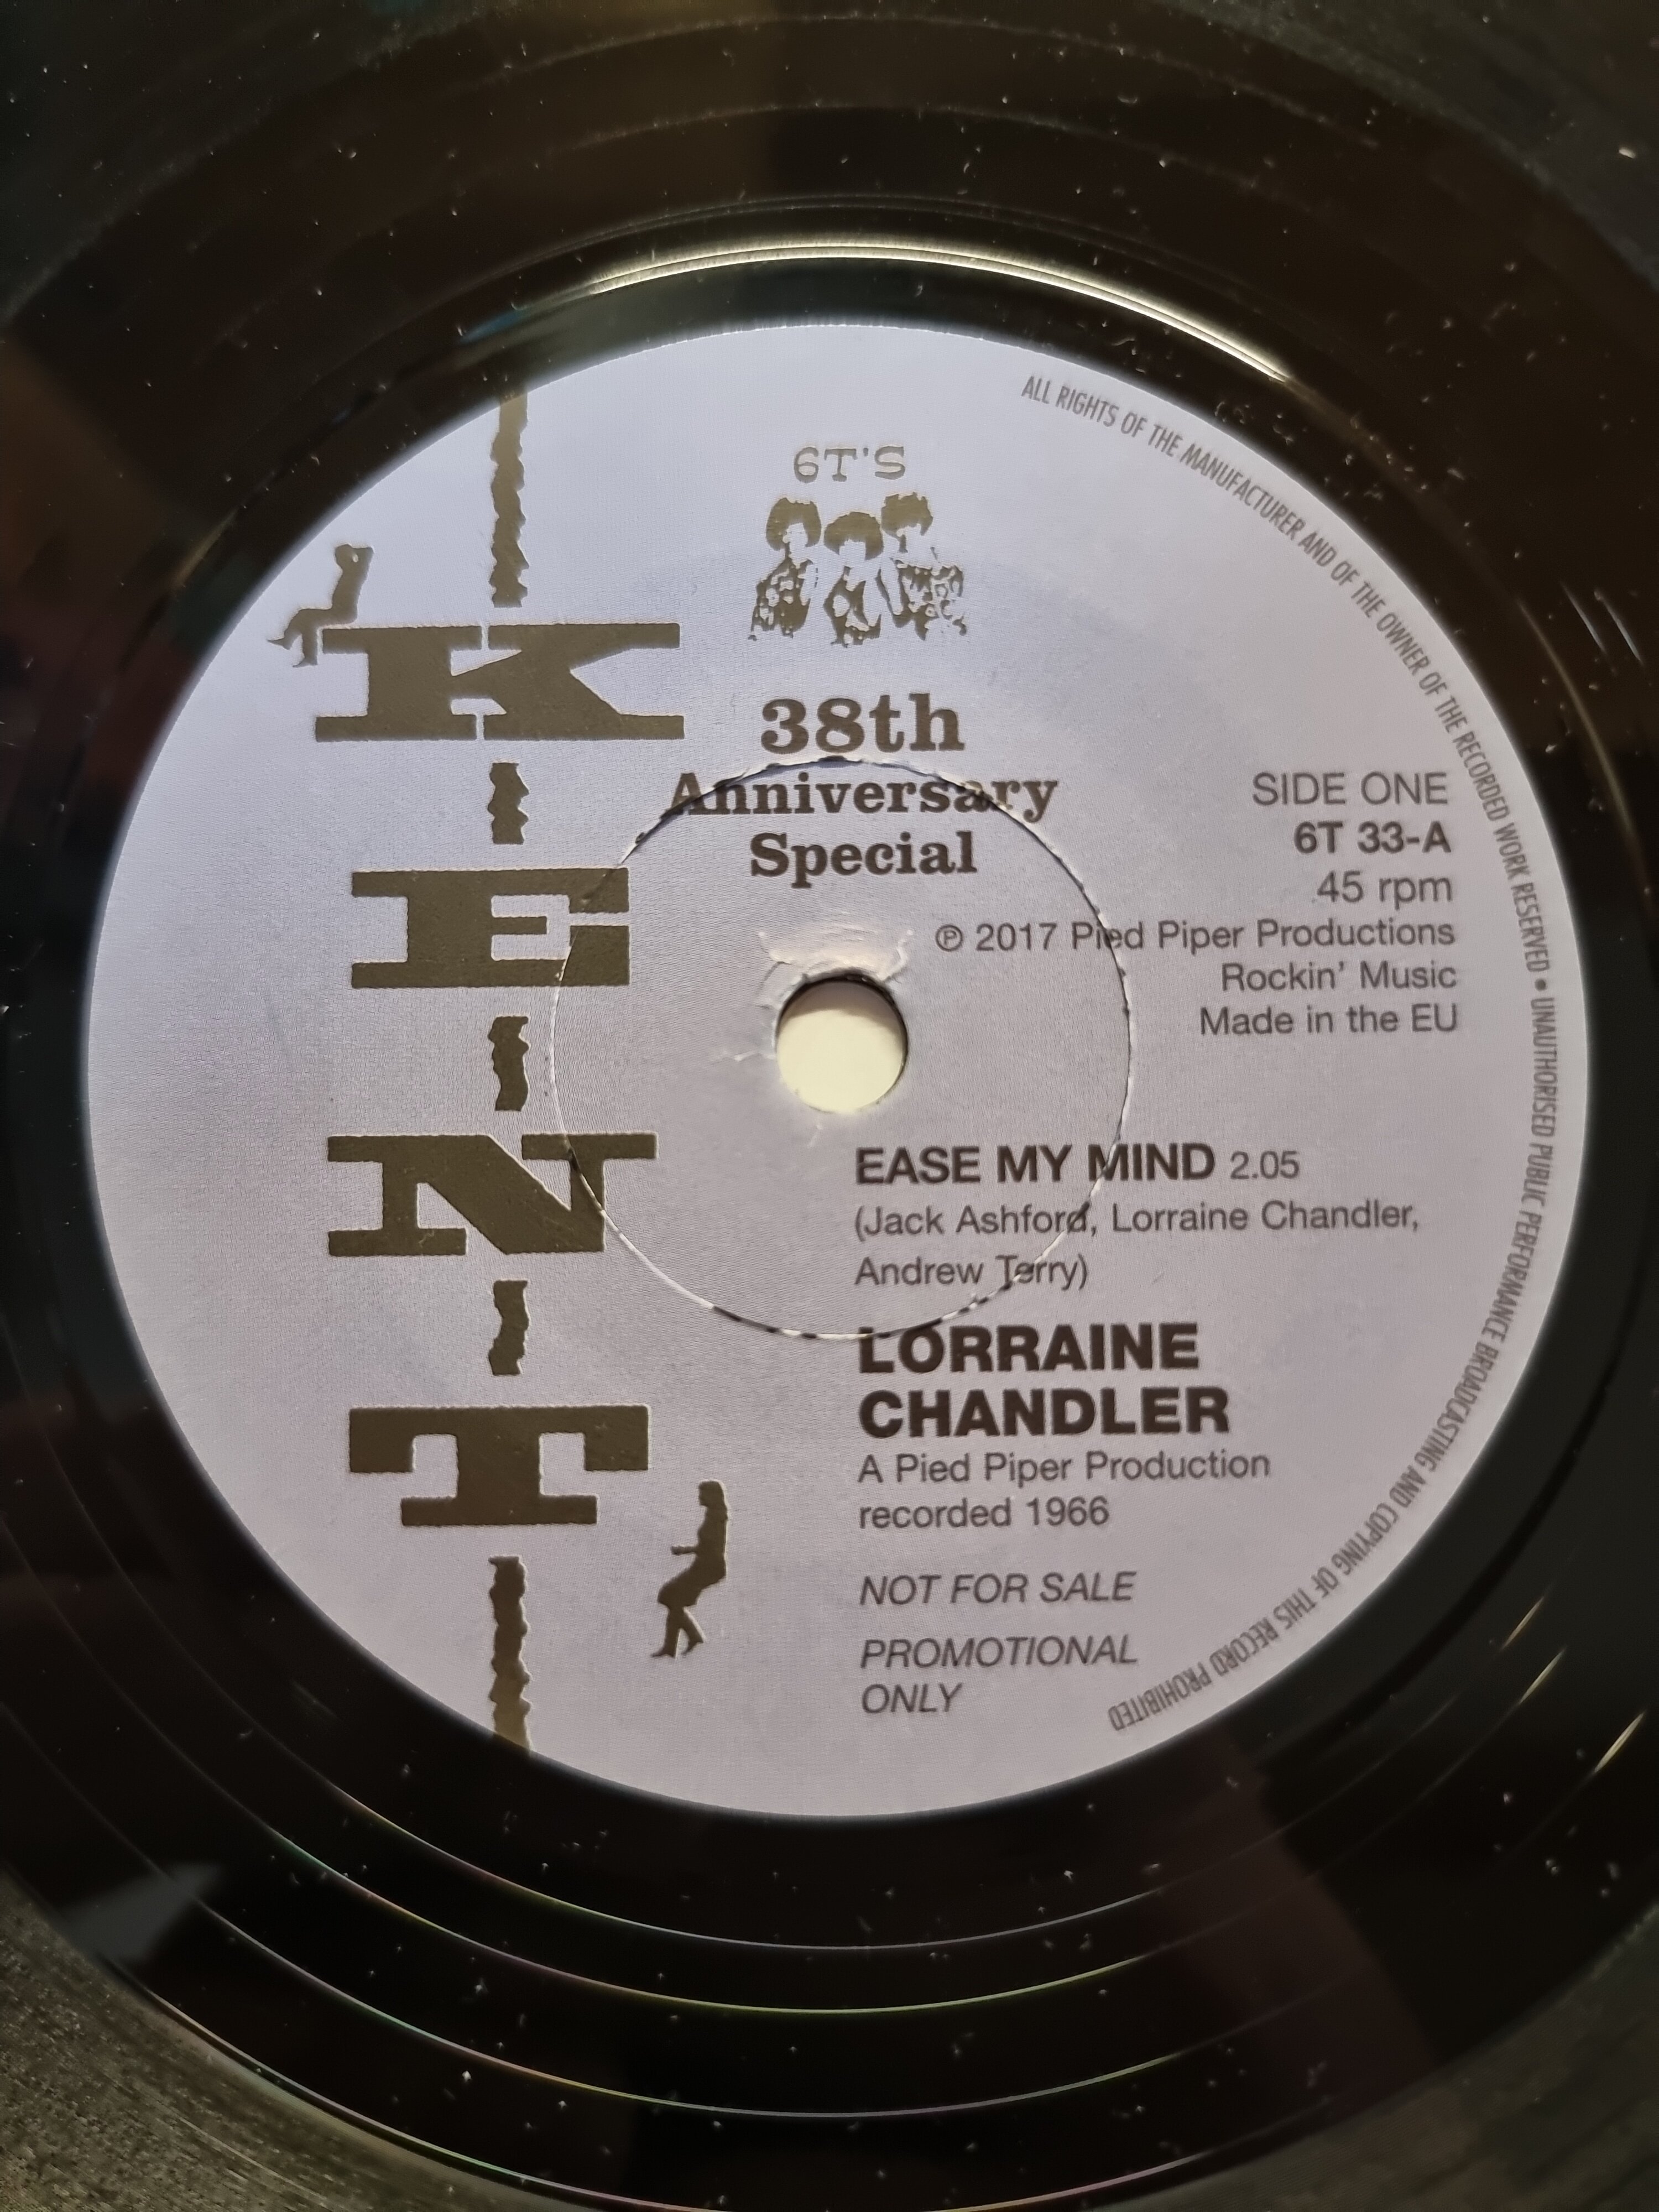 KENT
6T'S
38th
Anniversary
Special
SIDE ONE
6T 33-A
45 rpm
℗ 2017 Pied Piper Productions
Rockin' Music
Made in the EU
EASE MY MIND 2.05
(Jack Ashford, Lorraine Chandler,
Andrew Terry)
LORRAINE
CHANDLER
A Pied Piper Production
recorded 1966
NOT FOR SALE
PROMOTIONAL
ONLY
ALL RIGHTS OF THE MANUFACTURER AND OF THE OWNER OF THE RECORDED WORK RESERVED • UNAUTHORISED PUBLIC PERFORMANCE BROADCASTING AND COPYING OF THIS RECORD PROHIBITED